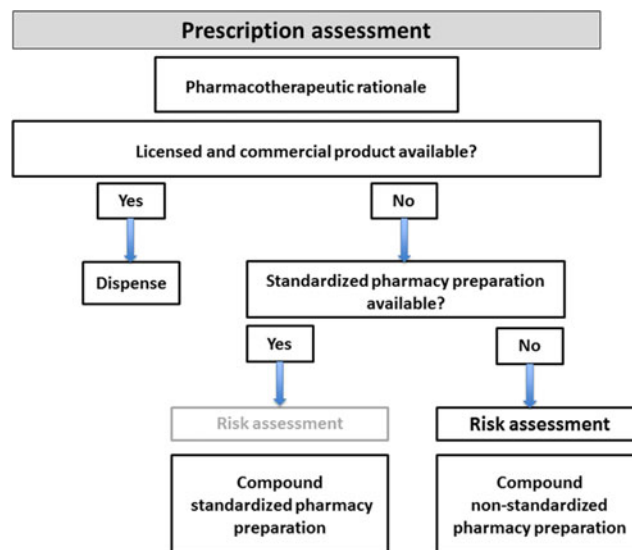 Prescription assessment
Pharmacotherapeutic rationale
Licensed and commercial product available?
Yes
No
Dispense
Standardized pharmacy preparation
available?
Yes
No
Risk assessment
Risk assessment
Compound
standardized pharmacy
preparation
Compound
non-standardized
pharmacy preparation